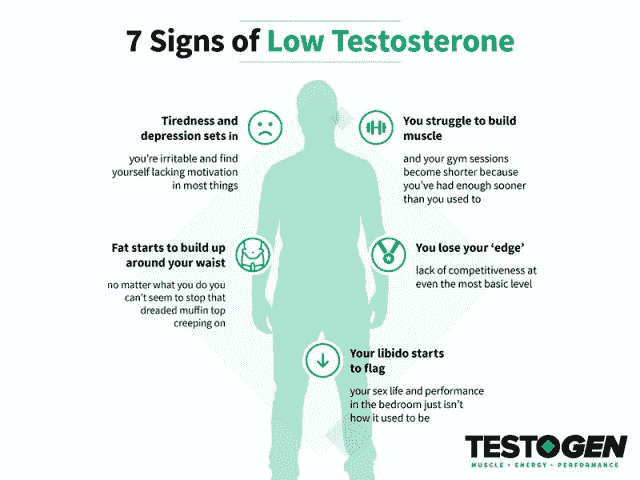 7 Signs of Low Testosterone
Tiredness and
depression sets in
you're irritable and find
yourself lacking motivation
in most things
You struggle to build
muscle
and your gym sessions
become shorter because
you've had enough sooner
than you used to
Fat starts to build up
around your waist
no matter what you do you
can't seem to stop that
dreaded muffin top
creeping on
You lose your 'edge'
lack of competitiveness at
even the most basic level
Your libido starts
to flag
your sex life and performance
in the bedroom just isn't
how it used to be
TESTOGEN
MUSCLE • ENERGY • PERFORMANCE